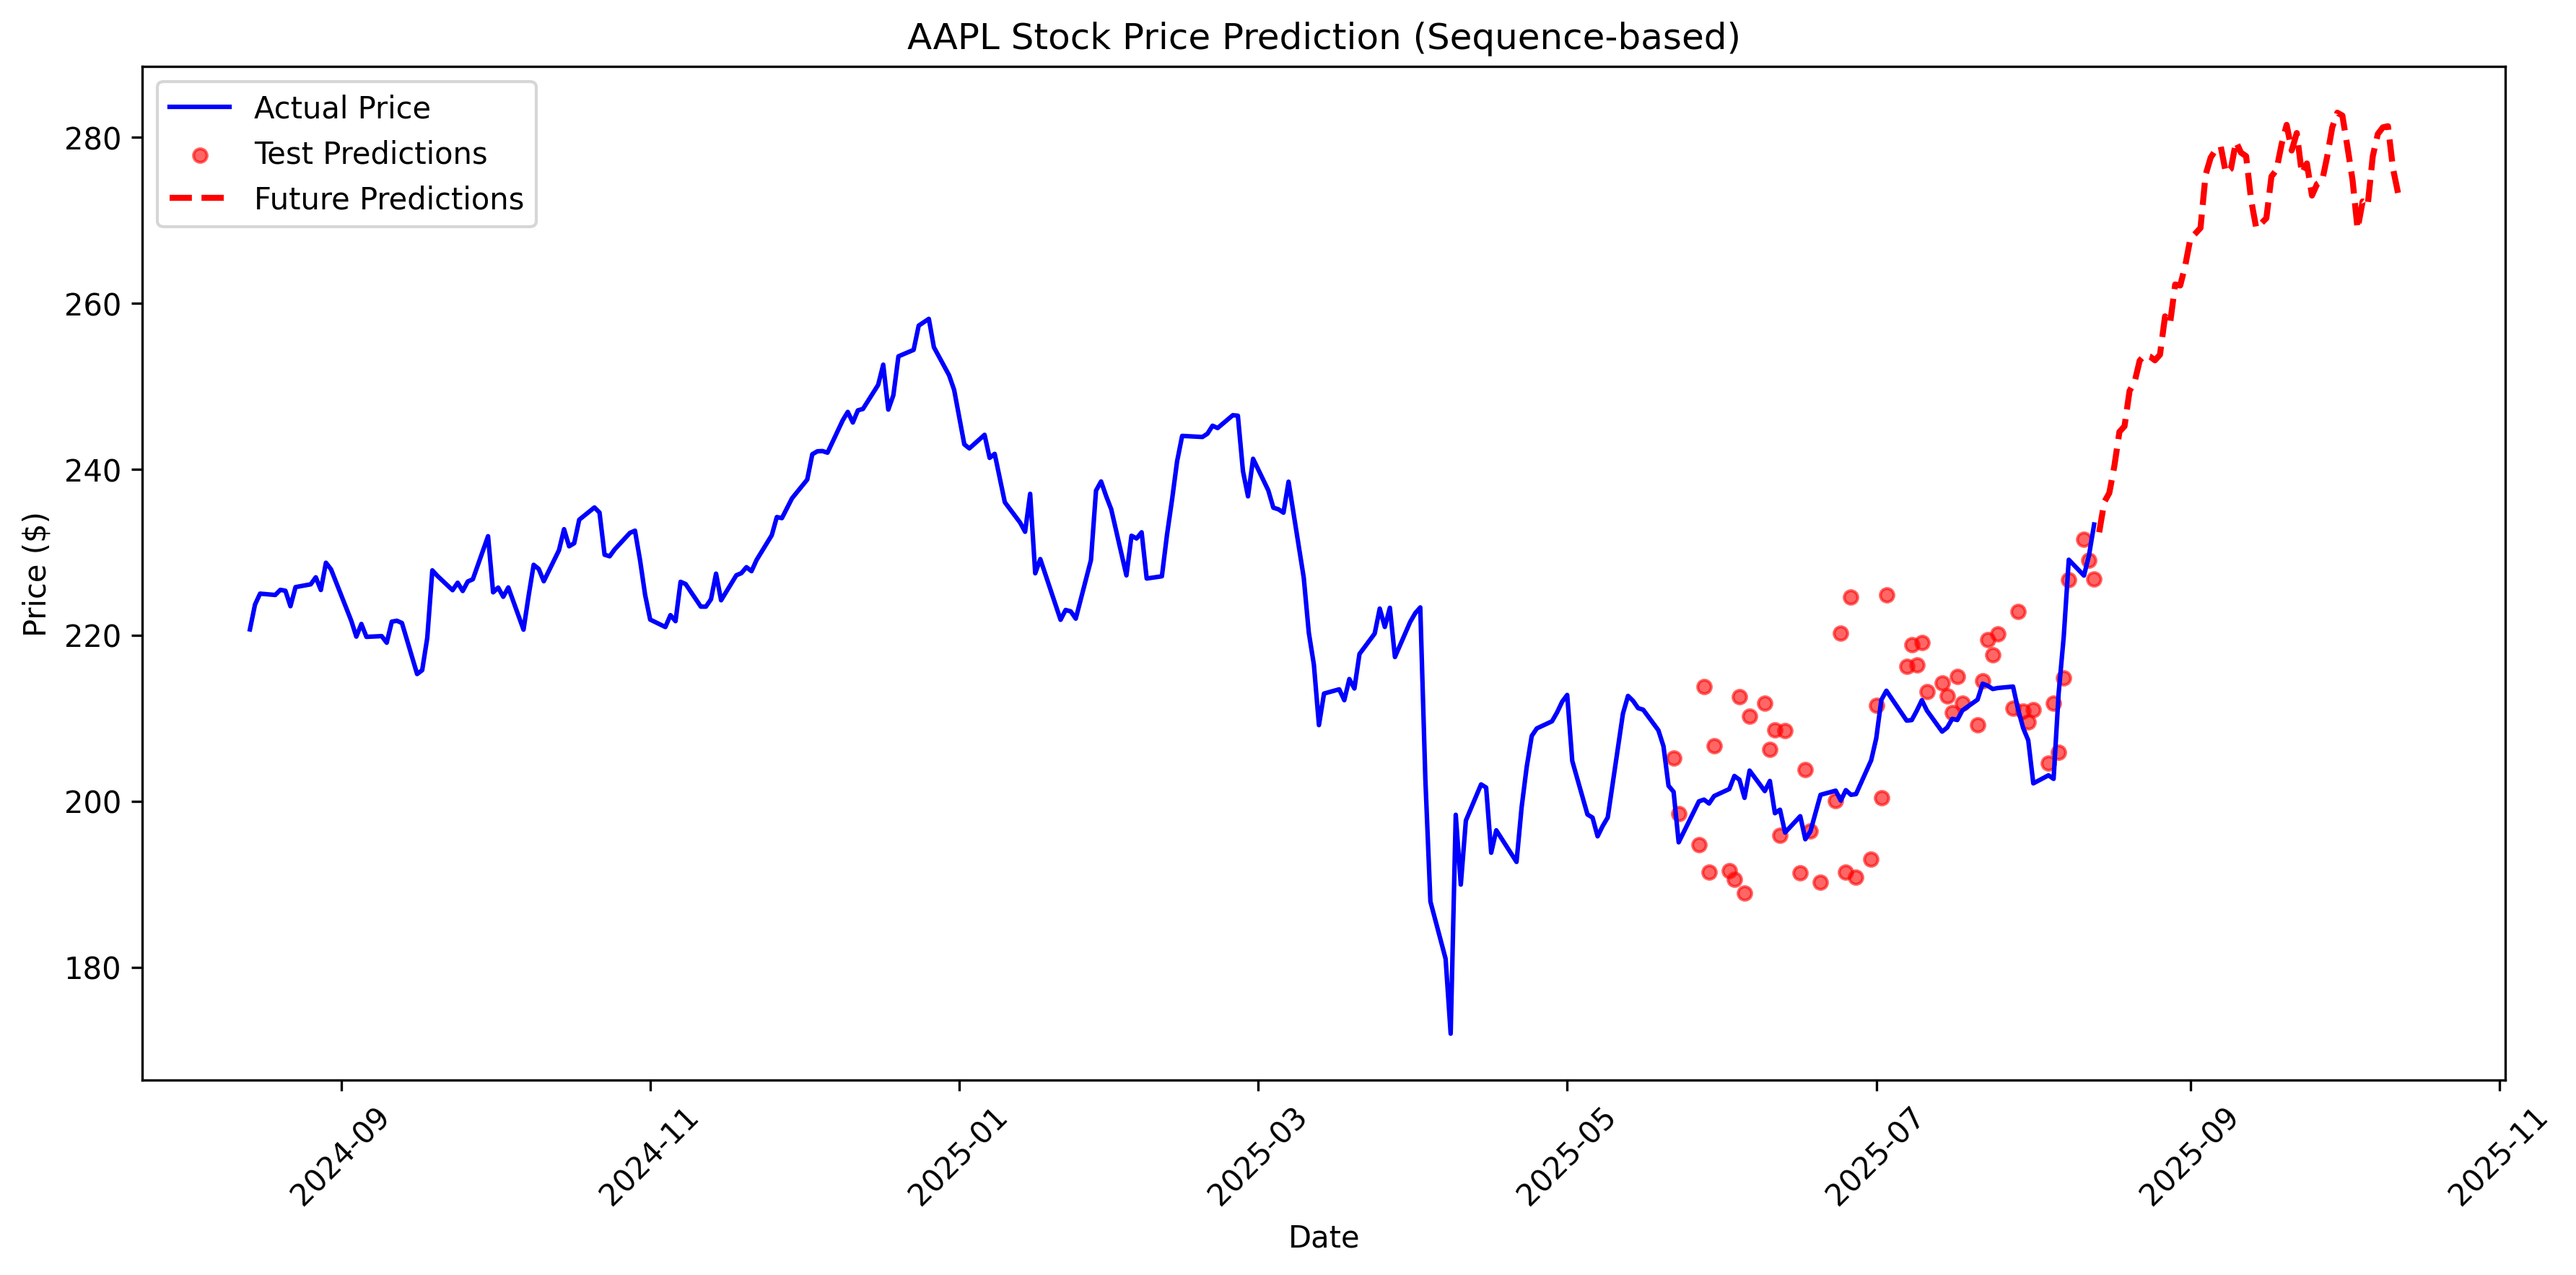 AAPL Stock Price Prediction (Sequence-based)
Actual Price
Test Predictions
Future Predictions
Price ($)
280
260
240
220
200
180
2024-09
2024-11
2025-01
2025-03
2025-05
2025-07
2025-09
2025-11
Date